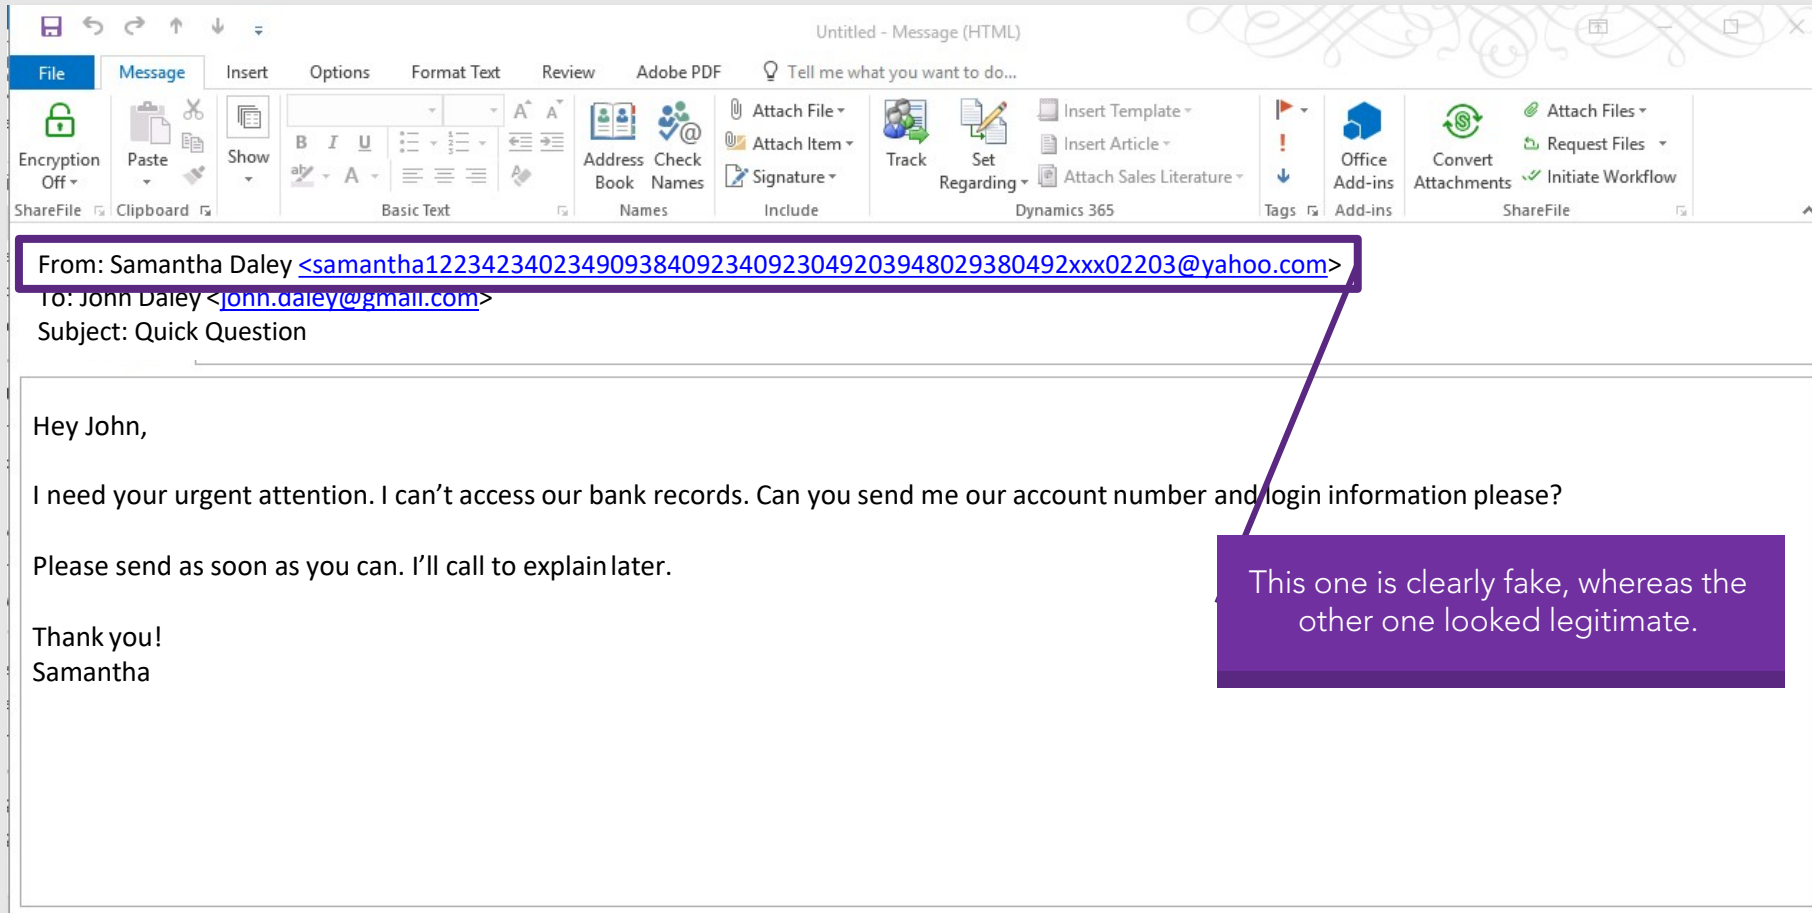 Untitled - Message (HTML)
File Message Insert Options Format Text Review Adobe PDF Tell me what you want to do...
Encryption Off
Paste
Show
B I U
A A
aby A
Address Book
Check Names
Attach File
Attach Item
Signature
Track
Set Regarding
Insert Template
Insert Article
Attach Sales Literature
Office Add-ins
Convert Attachments
Attach Files
Request Files
Initiate Workflow
ShareFile Clipboard Basic Text Names Include Dynamics 365 Tags Add-ins ShareFile
From: Samantha Daley <samantha12234234023490938409234092304920394802938​0492xxx02203@yahoo.com>
To: John Daley <john.daley@gmail.com>
Subject: Quick Question
Hey John,
I need your urgent attention. I can’t access our bank records. Can you send me our account number and login information please?
Please send as soon as you can. I’ll call to explain later.
This one is clearly fake, whereas the
other one looked legitimate.
Thank you!
Samantha